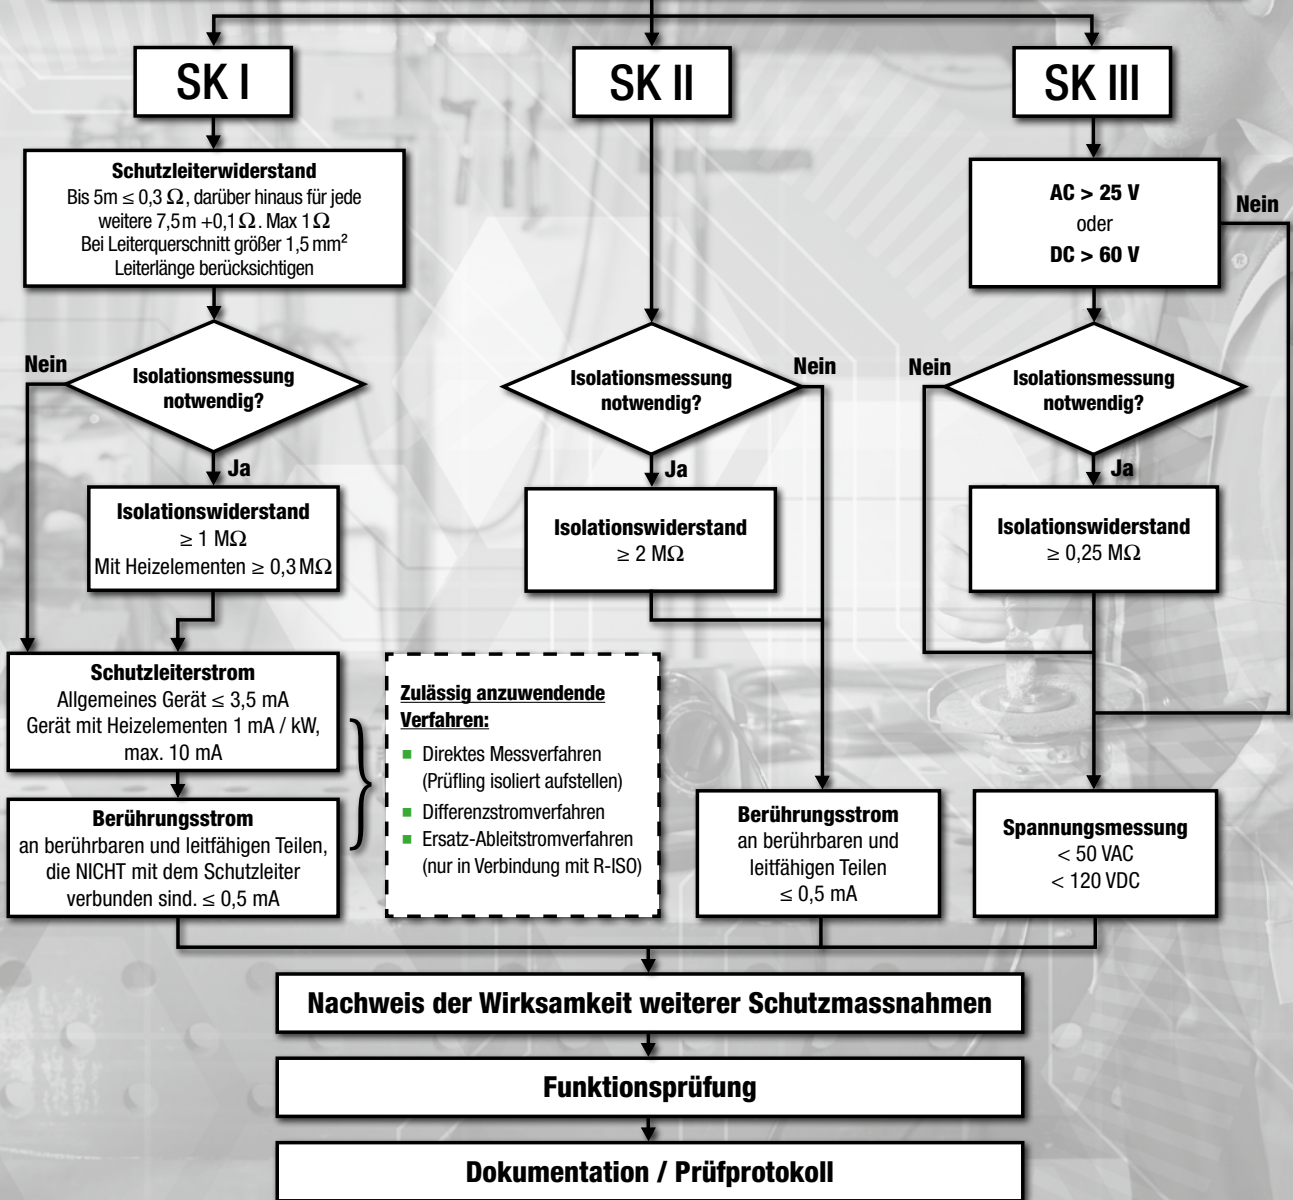 SK I
SK II
SK III
Schutzleiterwiderstand
Bis 5m ≤ 0,3 Ω, darüber hinaus für jede
weitere 7,5m +0,1 Ω. Max 1 Ω
Bei Leiterquerschnitt größer 1,5 mm²
Leiterlänge berücksichtigen
AC > 25 V
oder
DC > 60 V
Nein
Nein
Isolationsmessung
notwendig?
Ja
Isolationsmessung
notwendig?
Nein
Ja
Nein
Isolationsmessung
notwendig?
Ja
Isolationswiderstand
≥ 1 MΩ
Mit Heizelementen ≥ 0,3 MΩ
Isolationswiderstand
≥ 2 MΩ
Isolationswiderstand
≥ 0,25 MΩ
Schutzleiterstrom
Allgemeines Gerät ≤ 3,5 mA
Gerät mit Heizelementen 1 mA / kW,
max. 10 mA
Berührungsstrom
an berührbaren und leitfähigen Teilen,
die NICHT mit dem Schutzleiter
verbunden sind. ≤ 0,5 mA
Zulässig anzuwendende
Verfahren:
■ Direktes Messverfahren
(Prüfling isoliert aufstellen)
■ Differenzstromverfahren
■ Ersatz-Ableitstromverfahren
(nur in Verbindung mit R-ISO)
Berührungsstrom
an berührbaren und
leitfähigen Teilen
≤ 0,5 mA
Spannungsmessung
< 50 VAC
< 120 VDC
Nachweis der Wirksamkeit weiterer Schutzmassnahmen
Funktionsprüfung
Dokumentation / Prüfprotokoll